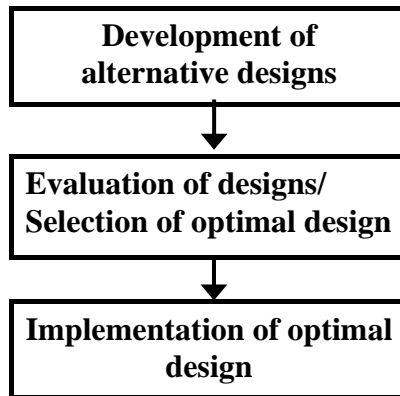 Development of
alternative designs
Evaluation of designs/
Selection of optimal design
Implementation of optimal
design